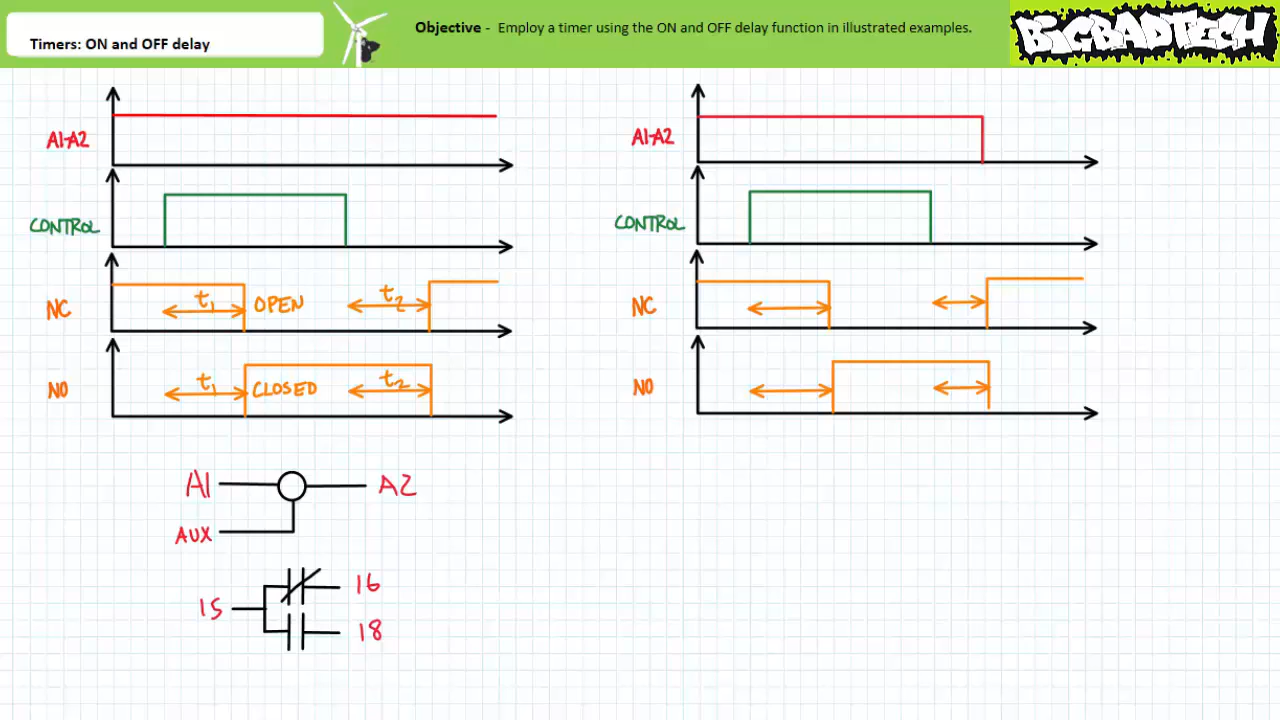 Timers: ON and OFF delay
Objective - Employ a timer using the ON and OFF delay function in illustrated examples.
BIGBADTECH
A1-A2
CONTROL
NC
t1
OPEN
t2
NO
t1
CLOSED
t2
A1-A2
CONTROL
NC
NO
A1
A2
AUX
15
16
18